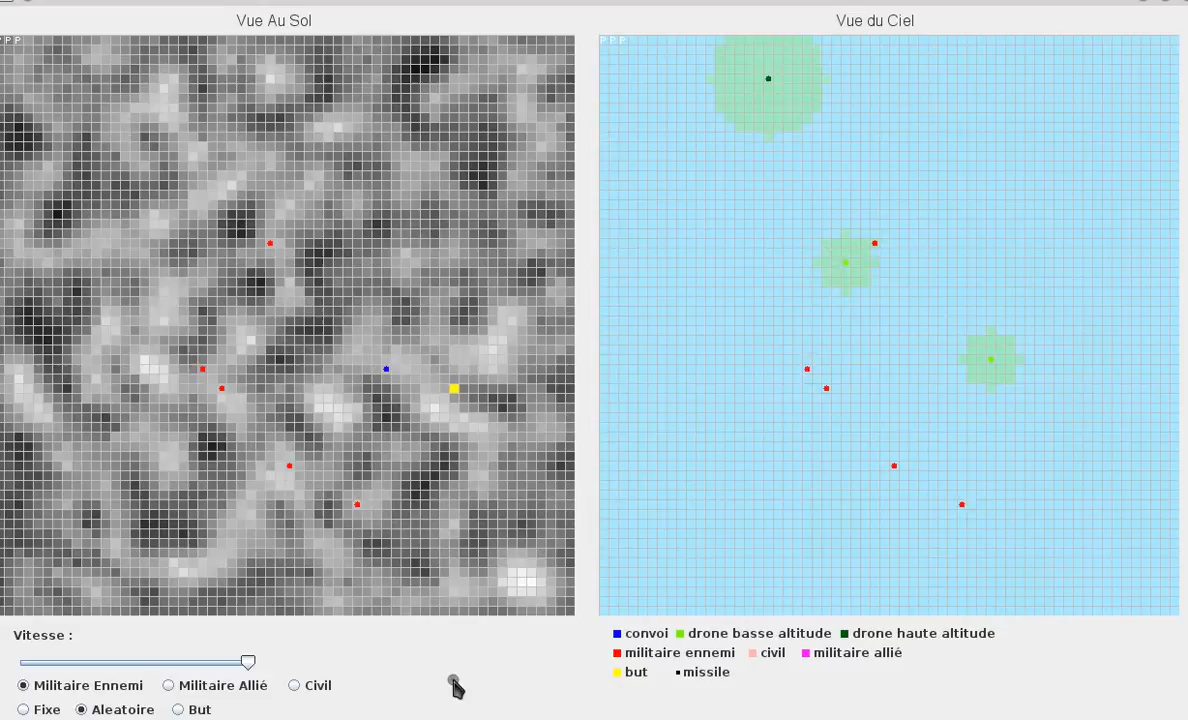 Vue Au Sol
Vue du Ciel
P P P
P P P
convoi drone basse altitude drone haute altitude
militaire ennemi civil militaire allié
but missile
Vitesse :
Militaire Ennemi Militaire Allié Civil
Fixe Aleatoire But